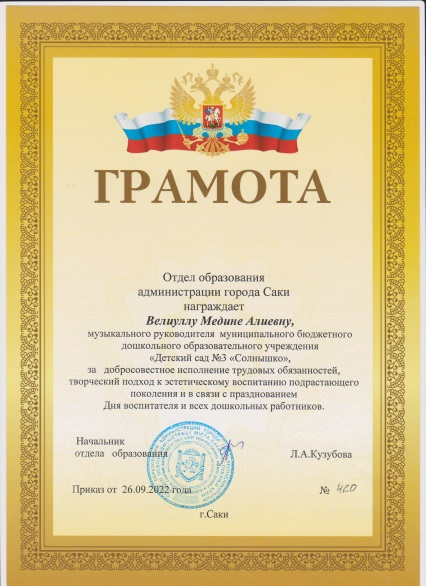 ГРАМОТА
Отдел образования
администрации города Саки
награждает
Велиуллу Медине Алиевну,
музыкального руководителя муниципального бюджетного
дошкольного образовательного учреждения
«Детский сад №3 «Солнышко»,
за добросовестное исполнение трудовых обязанностей,
творческий подход к эстетическому воспитанию подрастающего
поколения и в связи с празднованием
Дня воспитателя и всех дошкольных работников.
Начальник
отдела образования
Л.А.Кузубова
Приказ от 26.09.2022 года
№ 420
г.Саки